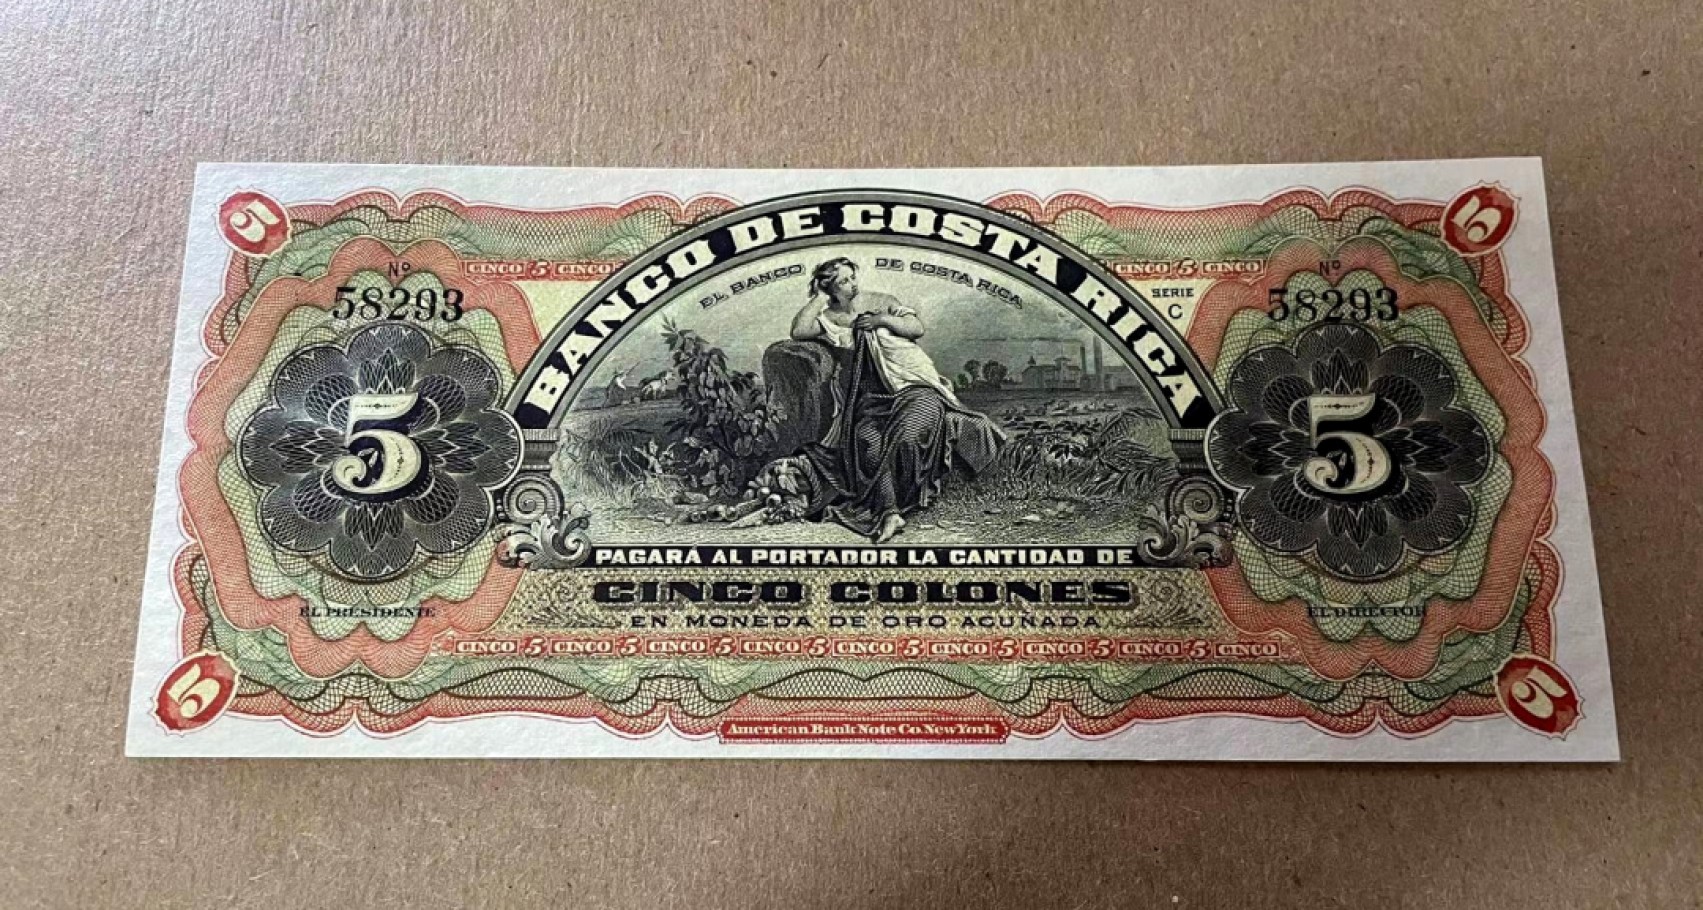 5 5
BANCO DE COSTA RICA
EL BANCO DE COSTA RICA
Nº Nº
CINCO 5 CINCO CINCO 5 CINCO
58293 58293
SERIE
C
5 5
PAGARÁ AL PORTADOR LA CANTIDAD DE
CINCO COLONES
EL PRESIDENTE EL DIRECTOR
EN MONEDA DE ORO ACUÑADA
CINCO 5 CINCO 5 CINCO 5 CINCO 5 CINCO 5 CINCO 5 CINCO 5 CINCO 5 CINCO
5 5
American Bank Note Co. New York